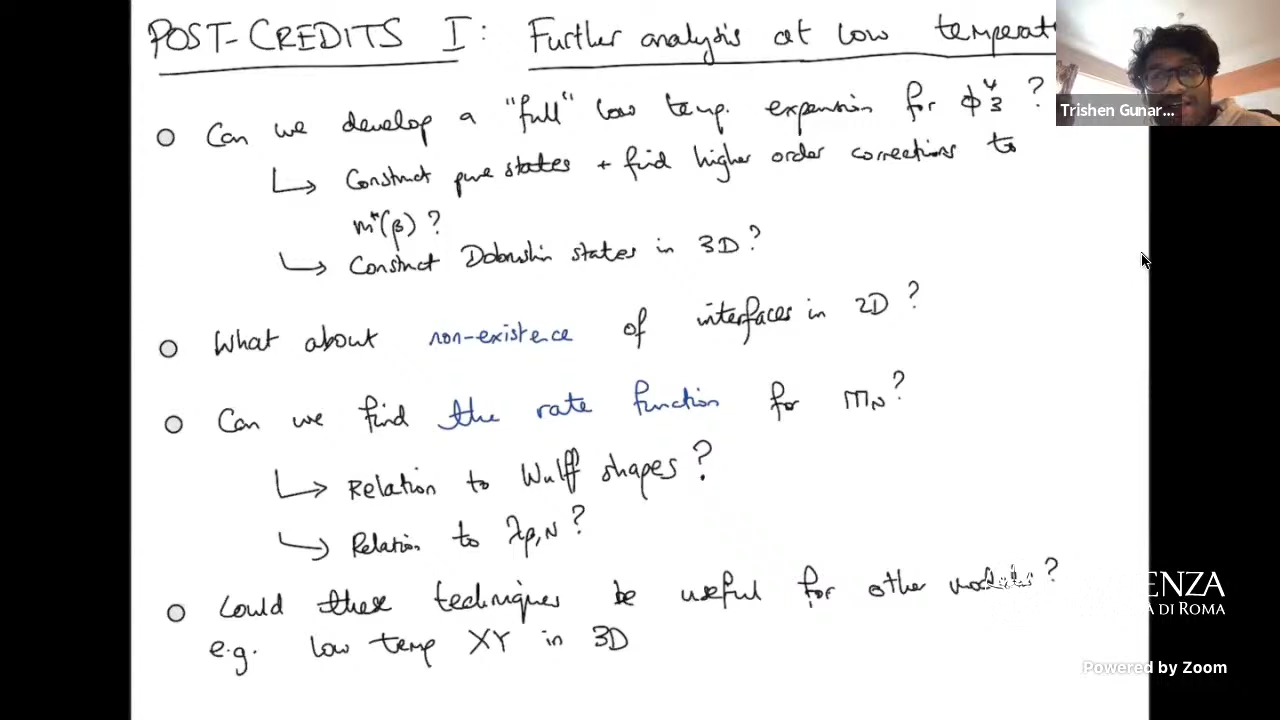 POST-CREDITS I: Further analysis at low temperat
Trishen Gunar...
Can we develop a "full" low temp. expansion for ϕ⁴₃ ?
↳ Construct pure states + find higher order corrections to
m*(β) ?
↳ Construct Dobrushin states in 3D ?
What about non-existence of interfaces in 2D ?
Can we find the rate function for m_N ?
↳ Relation to Wulff shapes ?
↳ Relation to λ_β,N ?
Could these techniques be useful for other models ?
e.g. low temp XY in 3D
ENZA
A DI ROMA
Powered by Zoom